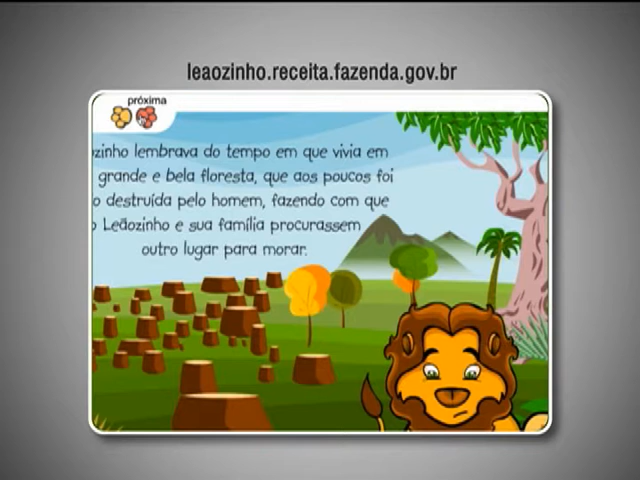 leaozinho.receita.fazenda.gov.br
próxima
zinho lembrava do tempo em que vivia em
grande e bela floresta, que aos poucos foi
o destruída pelo homem, fazendo com que
o Leãozinho e sua família procurassem
outro lugar para morar.